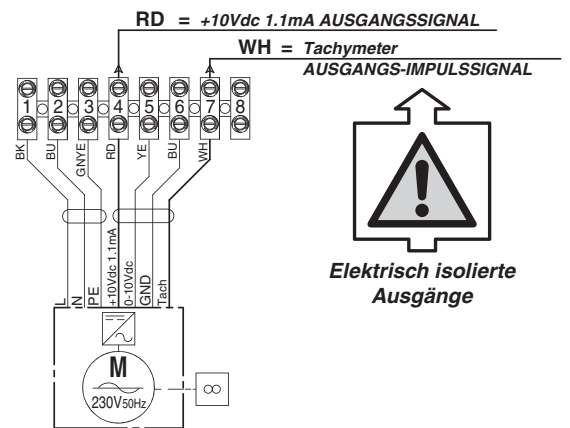 RD = +10Vdc 1.1mA AUSGANGSSIGNAL
WH = Tachymeter
AUSGANGS-IMPULSSIGNAL
1 2 3 4 5 6 7 8
BK BU GNYE RD YE BU WH
L N PE +10Vdc 1.1mA 0-10Vdc GND Tach
M
230V50Hz
Elektrisch isolierte
Ausgänge